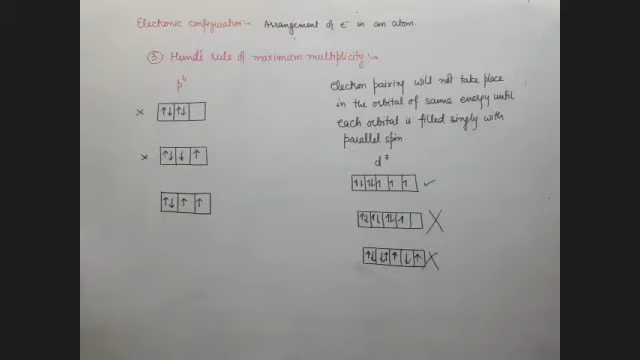 Electronic configuration:- Arrangement of e⁻ in an atom.
③ Hund's rule of maximum multiplicity:-
p⁴
electron pairing will not take place
in the orbital of same energy until
each orbital is filled singly with
parallel spin
× ↑↓ ↑↓
d⁷
× ↑↓ ↓ ↑
↑↓ ↑↓ ↑ ↑ ↑ ✓
↑↓ ↑ ↑
↑↓ ↑↓ ↑↓ ↑ ×
↑↓ ↓↑ ↑ ↓ ↑ ×